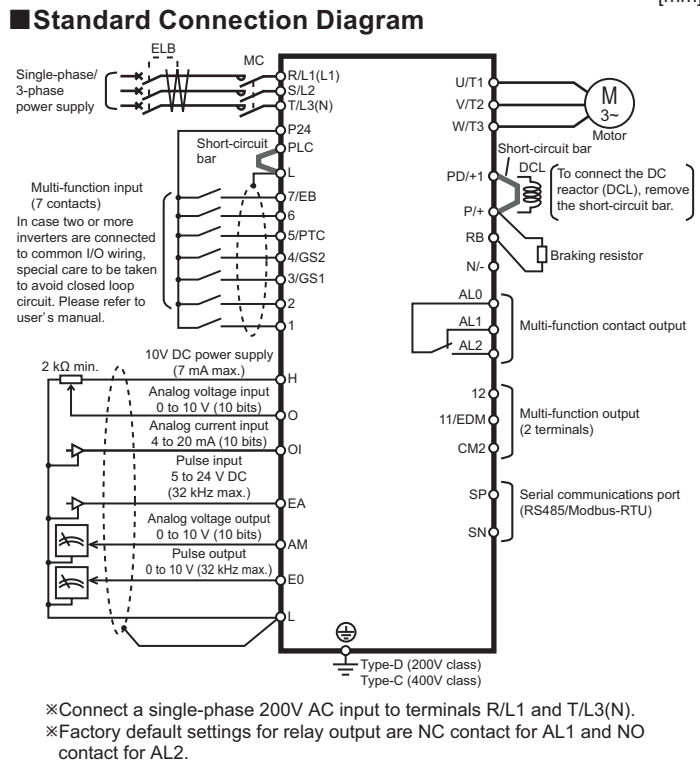 [mm]
■Standard Connection Diagram
ELB
MC
Single-phase/
3-phase
power supply
R/L1(L1)
S/L2
T/L3(N)
P24
PLC
Short-circuit
bar
L
Multi-function input
(7 contacts)
In case two or more
inverters are connected
to common I/O wiring,
special care to be taken
to avoid closed loop
circuit. Please refer to
user`s manual.
7/EB
6
5/PTC
4/GS2
3/GS1
2
1
10V DC power supply
(7 mA max.)
2 kΩ min.
H
Analog voltage input
0 to 10 V (10 bits)
O
Analog current input
4 to 20 mA (10 bits)
OI
Pulse input
5 to 24 V DC
(32 kHz max.)
EA
Analog voltage output
0 to 10 V (10 bits)
AM
Pulse output
0 to 10 V (32 kHz max.)
E0
L
U/T1
V/T2
W/T3
M
3~
Motor
Short-circuit bar
PD/+1
DCL
To connect the DC
reactor (DCL), remove
the short-circuit bar.
P/+
RB
Braking resistor
N/-
AL0
AL1
AL2
Multi-function contact output
12
11/EDM
CM2
Multi-function output
(2 terminals)
SP
SN
Serial communications port
(RS485/Modbus-RTU)
Type-D (200V class)
Type-C (400V class)
※Connect a single-phase 200V AC input to terminals R/L1 and T/L3(N).
※Factory default settings for relay output are NC contact for AL1 and NO
contact for AL2.